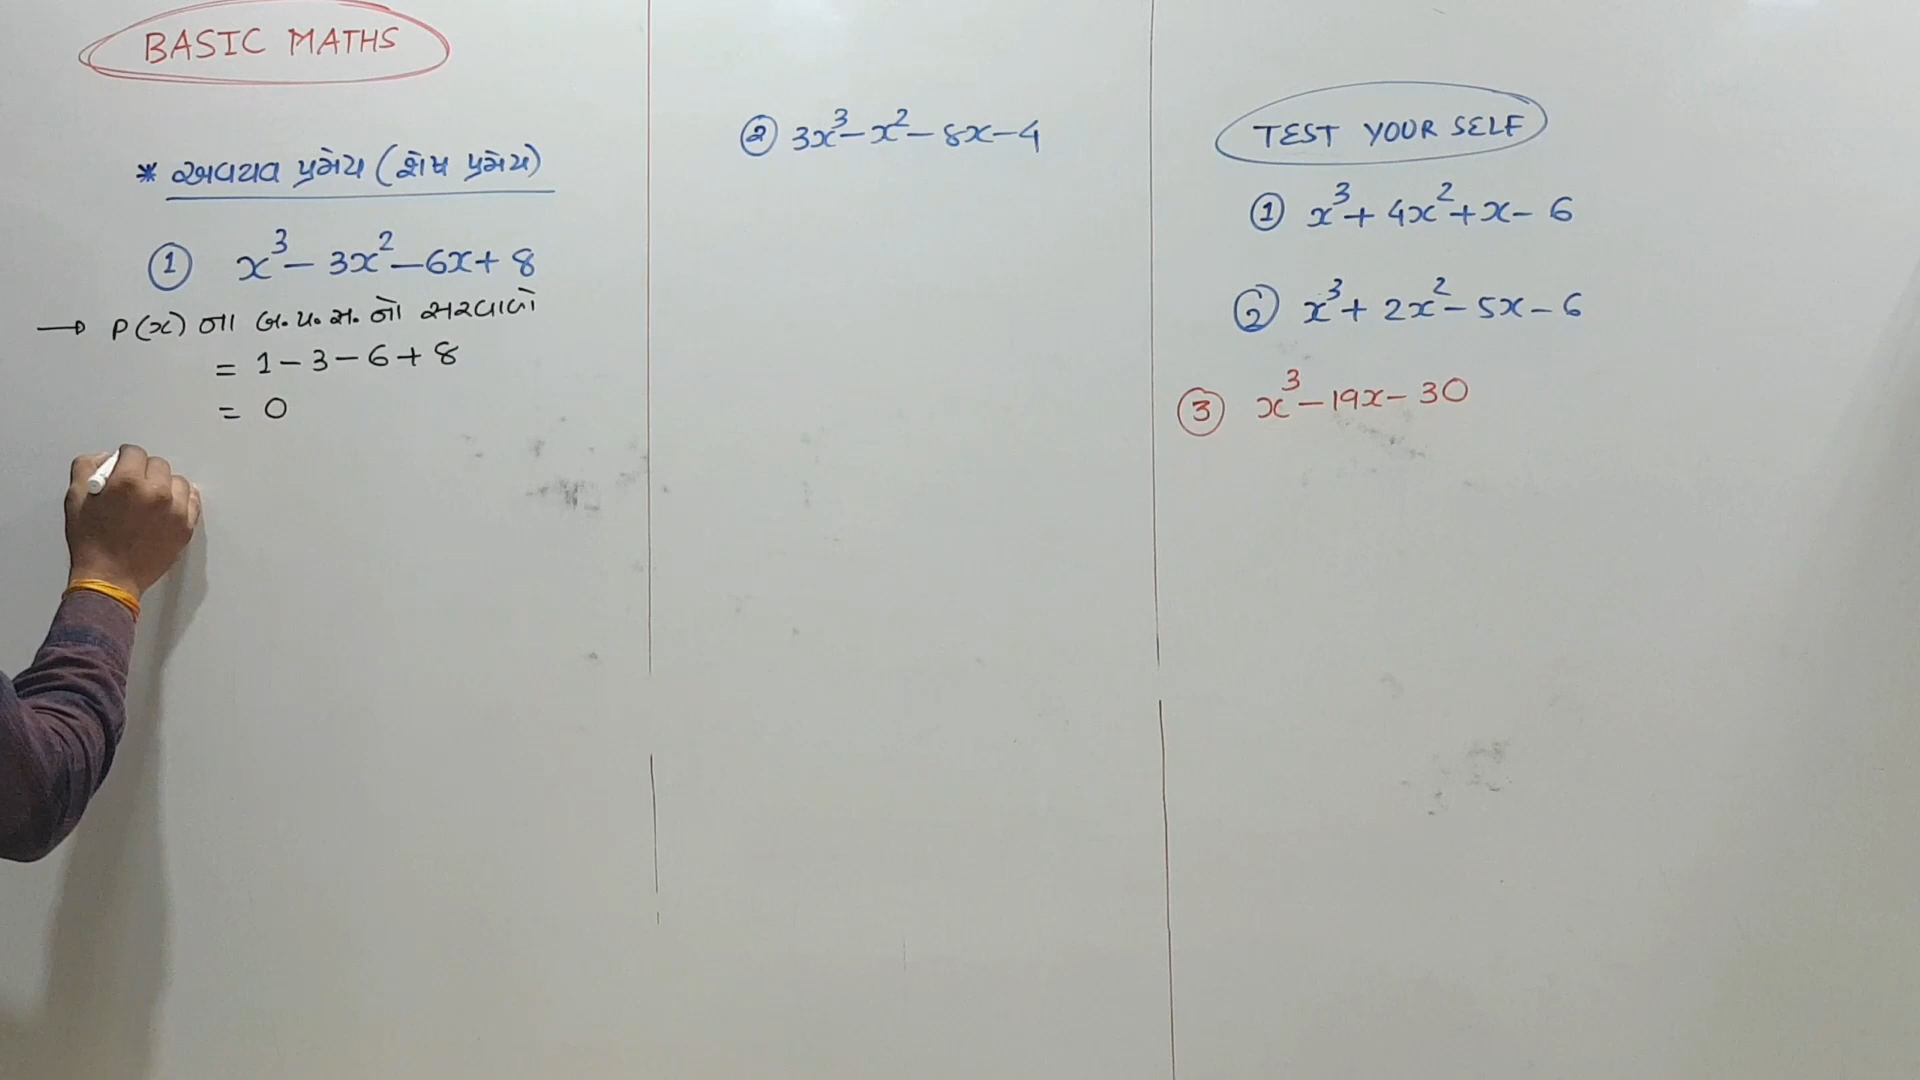 BASIC MATHS
* અવયવ પ્રમેય (શેષ પ્રમેય)
① x³ - 3x² - 6x + 8
→ P(x) ના બ.પ.સ. નો સરવાળો
= 1 - 3 - 6 + 8
= 0
② 3x³ - x² - 8x - 4
TEST YOUR SELF
① x³ + 4x² + x - 6
② x³ + 2x² - 5x - 6
③ x³ - 19x - 30